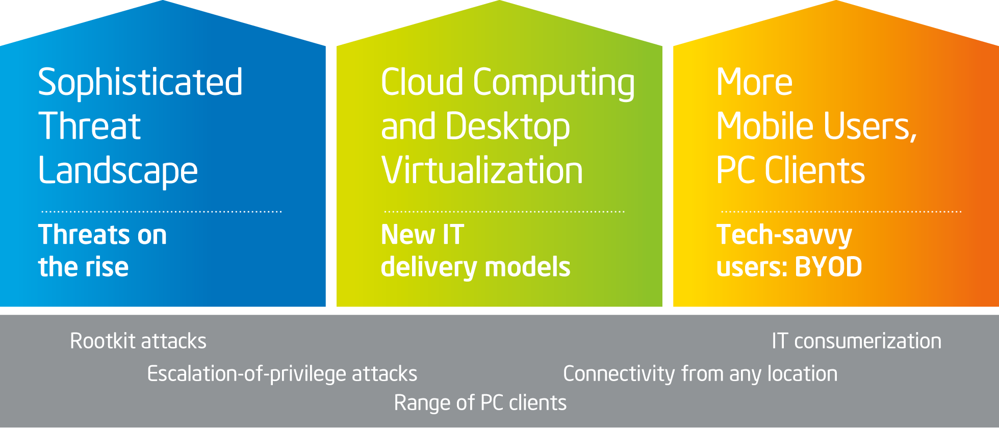 Sophisticated
Threat
Landscape
Threats on
the rise
Cloud Computing
and Desktop
Virtualization
New IT
delivery models
More
Mobile Users,
PC Clients
Tech-savvy
users: BYOD
Rootkit attacks
IT consumerization
Escalation-of-privilege attacks
Connectivity from any location
Range of PC clients